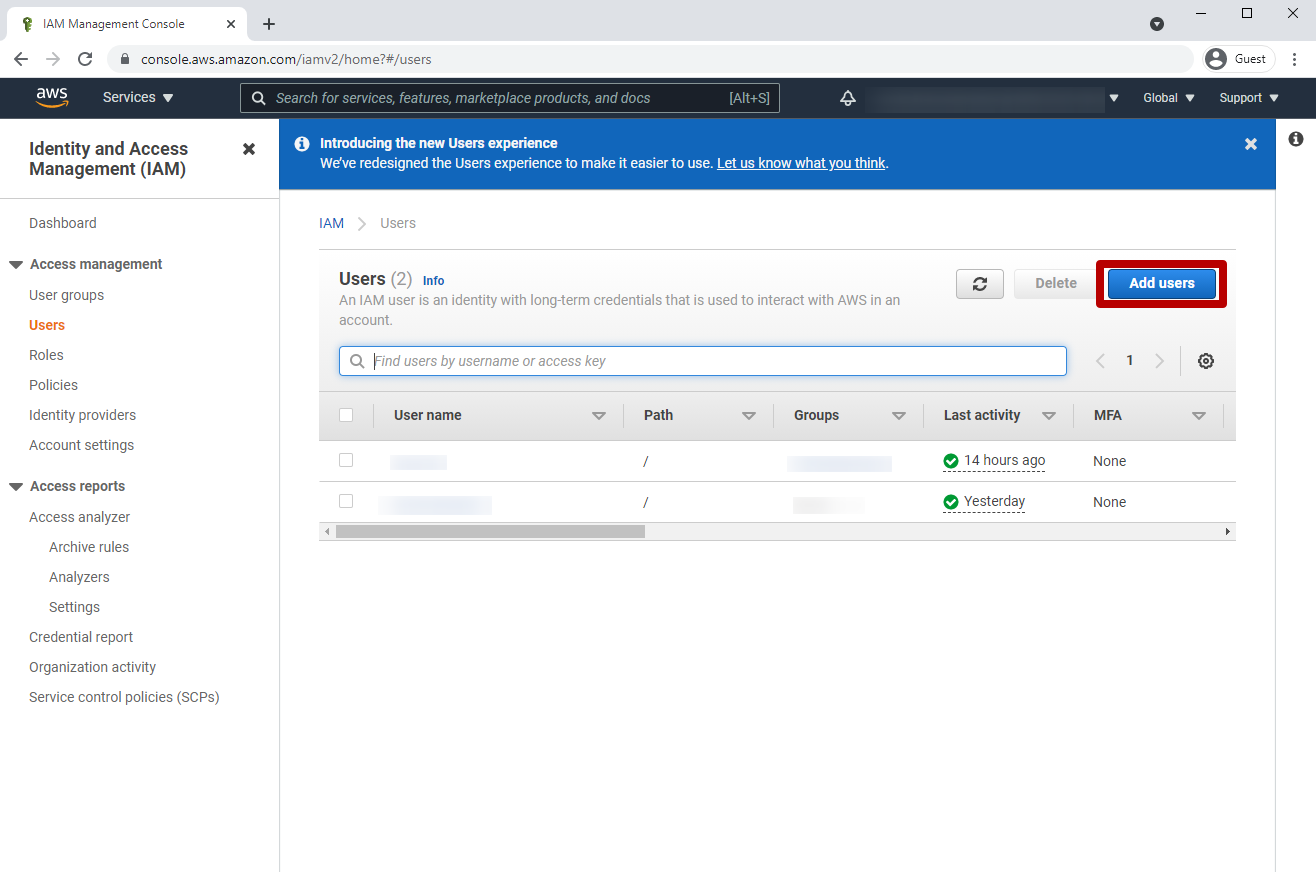 IAM Management Console
console.aws.amazon.com/iamv2/home?#/users
Guest
aws
Services
Search for services, features, marketplace products, and docs
[Alt+S]
Global
Support
Identity and Access
Management (IAM)
Dashboard
Access management
User groups
Users
Roles
Policies
Identity providers
Account settings
Access reports
Access analyzer
Archive rules
Analyzers
Settings
Credential report
Organization activity
Service control policies (SCPs)
Introducing the new Users experience
We've redesigned the Users experience to make it easier to use. Let us know what you think.
IAM
Users
Users (2) Info
An IAM user is an identity with long-term credentials that is used to interact with AWS in an
account.
Delete
Add users
Find users by username or access key
1
User name Path Groups Last activity MFA
/ 14 hours ago None
/ Yesterday None